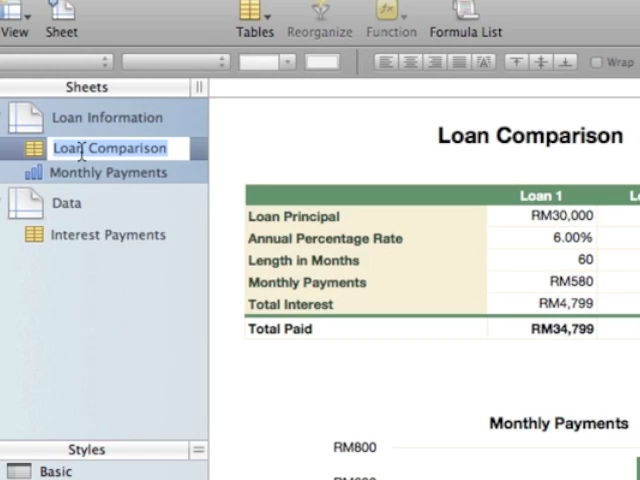 View Sheet Tables Reorganize Function Formula List
Wrap
Sheets
Loan Information
Loan Comparison
Monthly Payments
Data
Interest Payments
Styles
Basic
Loan Comparison
Loan 1
Loan Principal RM30,000
Annual Percentage Rate 6.00%
Length in Months 60
Monthly Payments RM580
Total Interest RM4,799
Total Paid RM34,799
Monthly Payments
RM800